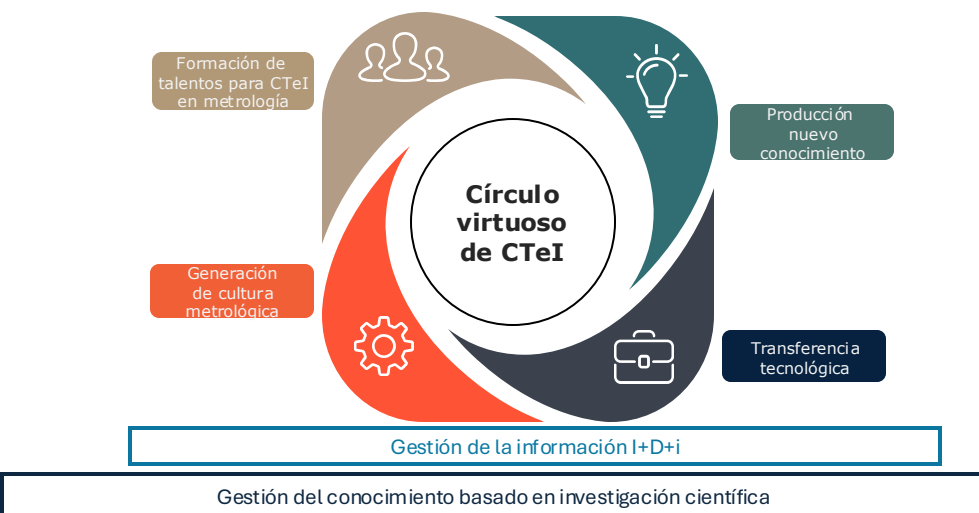 Formación de
talentos para CTeI
en metrología
Producción
nuevo
conocimiento
Círculo
virtuoso
de CTeI
Generación
de cultura
metrológica
Transferencia
tecnológica
Gestión de la información I+D+i
Gestión del conocimiento basado en investigación científica